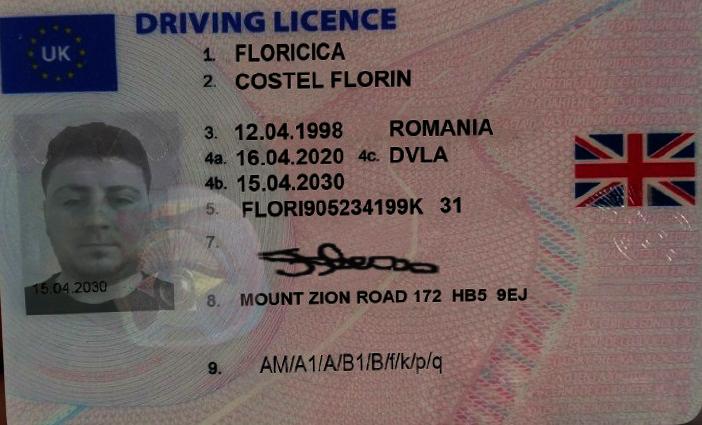 DRIVING LICENCE
UK
1. FLORICICA
2. COSTEL FLORIN
3. 12.04.1998 ROMANIA
4a. 16.04.2020 4c. DVLA
4b. 15.04.2030
5. FLORI905234199K 31
7.
15.04.2030
8. MOUNT ZION ROAD 172 HB5 9EJ
9. AM/A1/A/B1/B/f/k/p/q